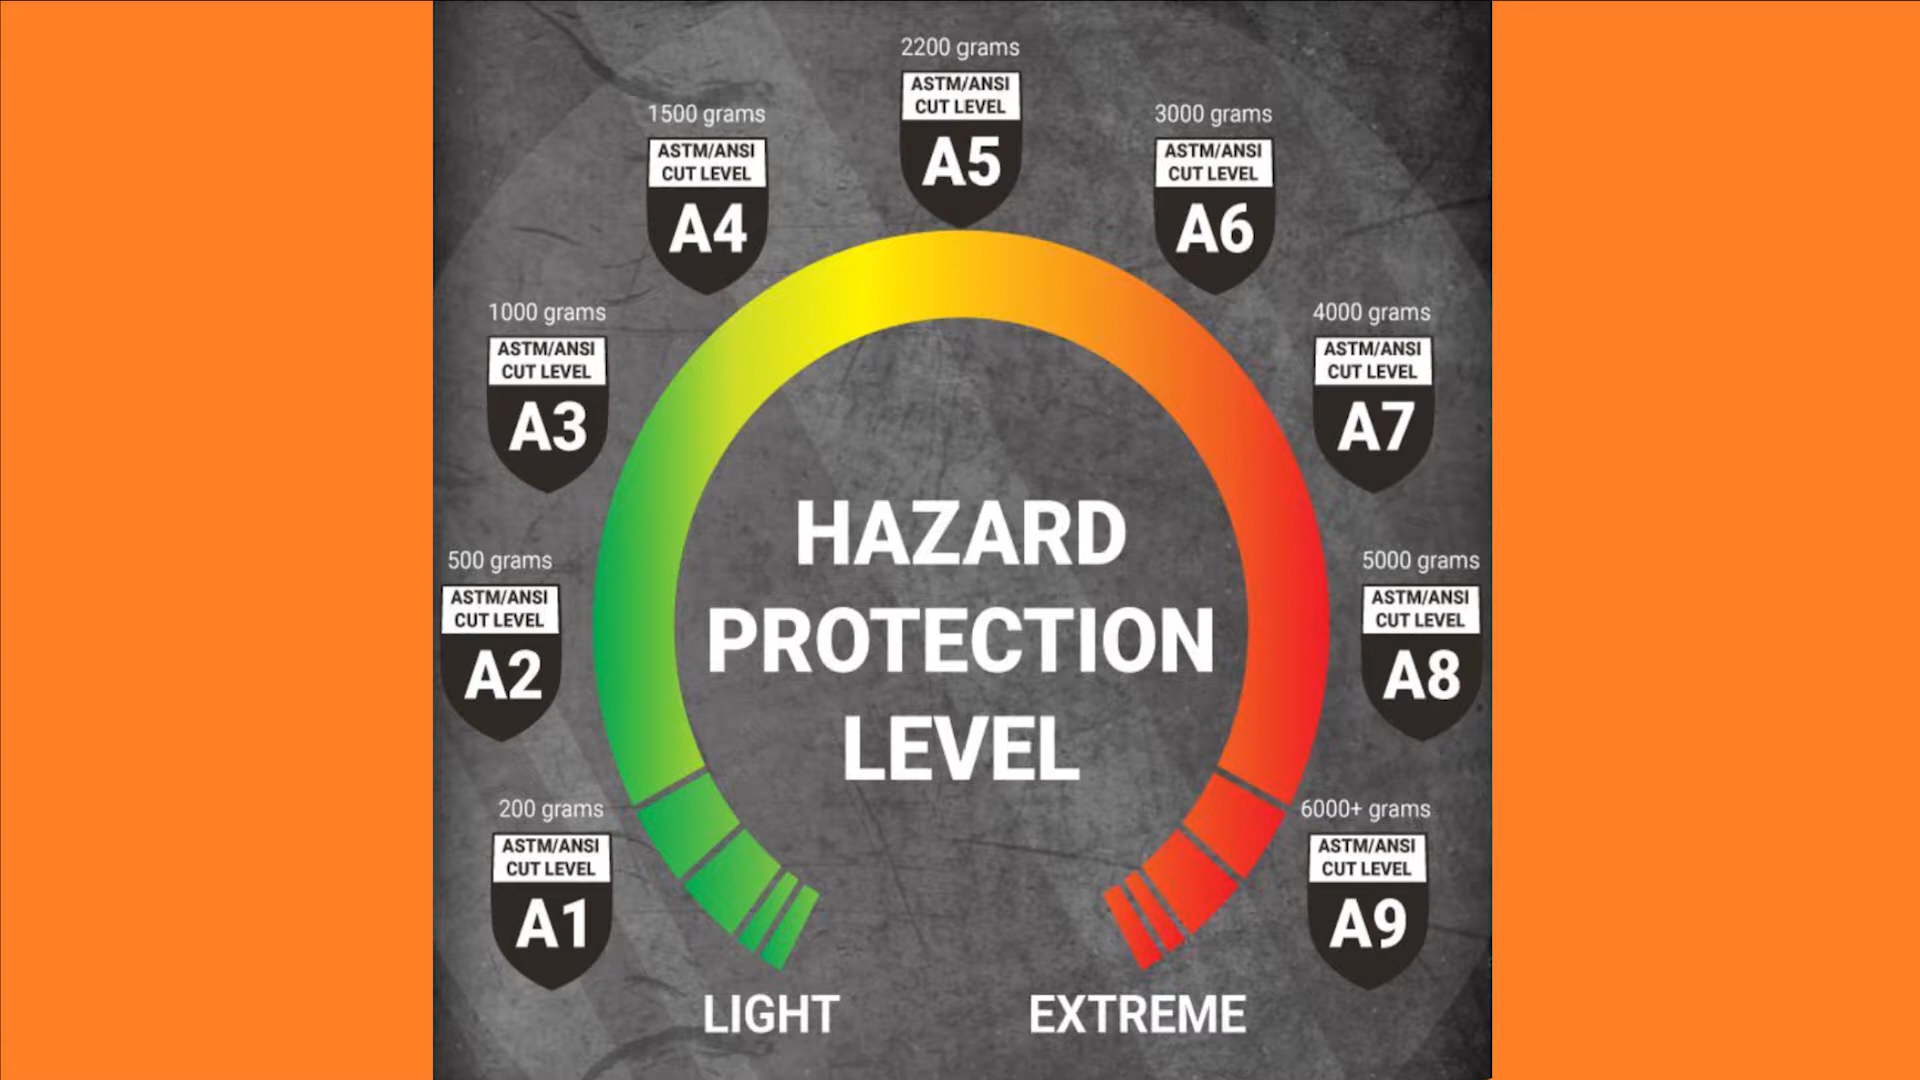 2200 grams
ASTM/ANSI
CUT LEVEL
A5
1500 grams
ASTM/ANSI
CUT LEVEL
A4
3000 grams
ASTM/ANSI
CUT LEVEL
A6
1000 grams
ASTM/ANSI
CUT LEVEL
A3
4000 grams
ASTM/ANSI
CUT LEVEL
A7
HAZARD
PROTECTION
LEVEL
500 grams
ASTM/ANSI
CUT LEVEL
A2
5000 grams
ASTM/ANSI
CUT LEVEL
A8
200 grams
ASTM/ANSI
CUT LEVEL
A1
6000+ grams
ASTM/ANSI
CUT LEVEL
A9
LIGHT
EXTREME